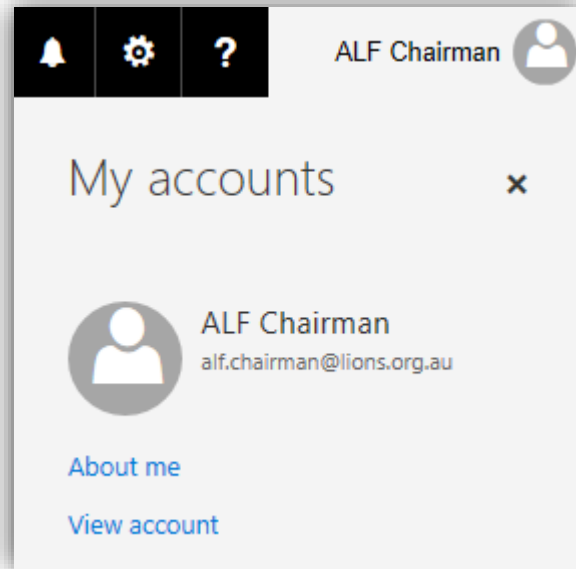 ? ALF Chairman
My accounts ×
ALF Chairman
alf.chairman@lions.org.au
About me
View account